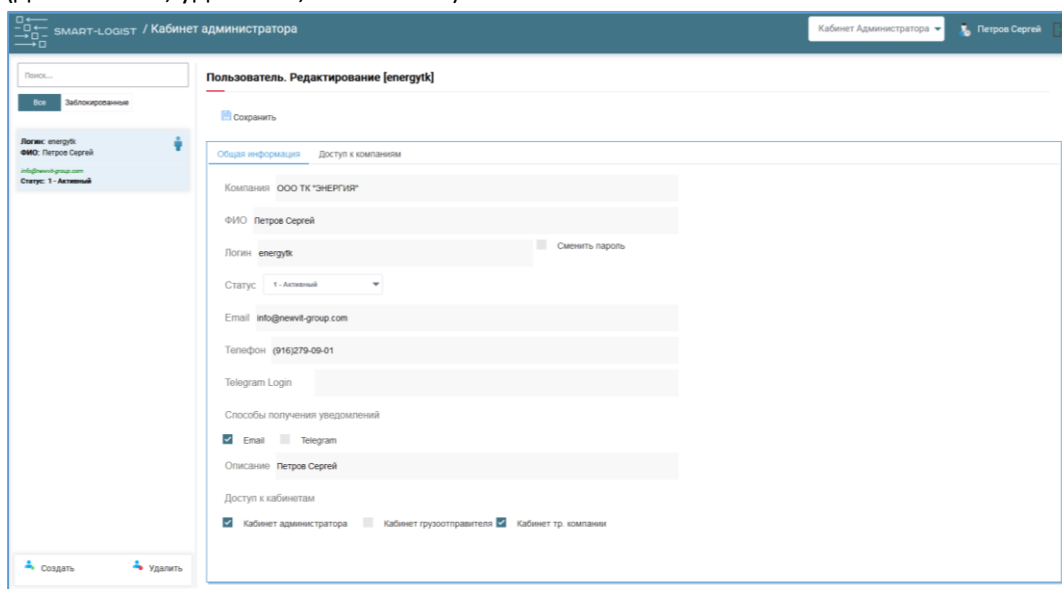 SMART-LOGIST / Кабинет администратора
Кабинет Администратора
Петров Сергей
Поиск...
Все Заблокированные
Логин: energytk
ФИО: Петров Сергей
info@newvit-group.com
Статус: 1 - Активный
Создать Удалить
Пользователь. Редактирование [energytk]
Сохранить
Общая информация Доступ к компаниям
Компания ООО ТК "ЭНЕРГИЯ"
ФИО Петров Сергей
Логин energytk Сменить пароль
Статус 1 - Активный
Email info@newvit-group.com
Телефон (916)279-09-01
Telegram Login
Способы получения уведомлений
Email Telegram
Описание Петров Сергей
Доступ к кабинетам
Кабинет администратора Кабинет грузоотправителя Кабинет тр. компании